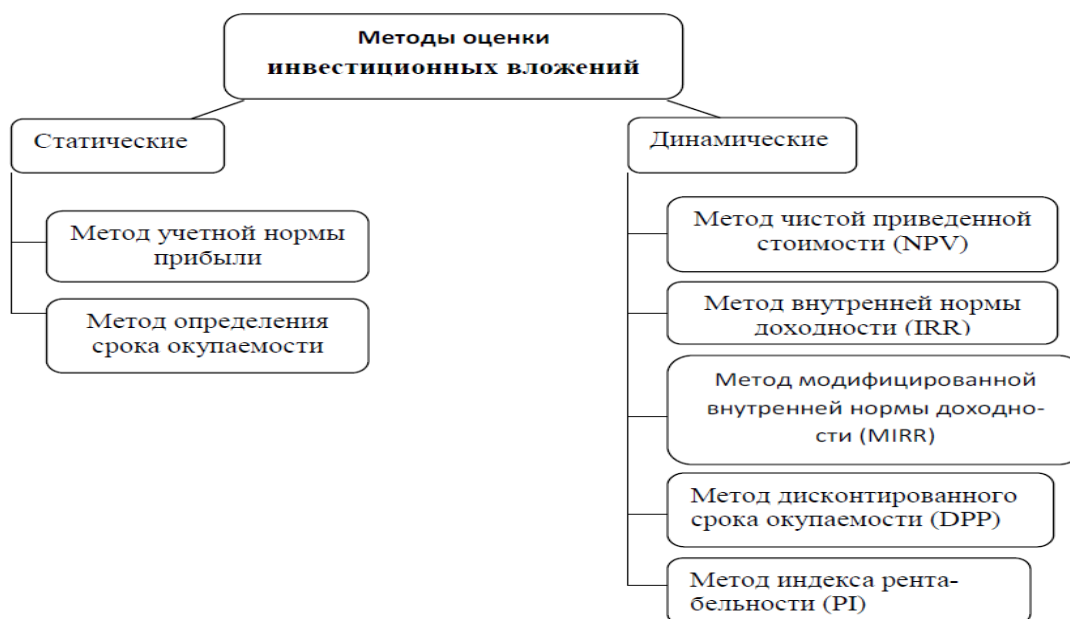 Методы оценки
инвестиционных вложений
Статические
Метод учетной нормы
прибыли
Метод определения
срока окупаемости
Динамические
Метод чистой приведенной
стоимости (NPV)
Метод внутренней нормы
доходности (IRR)
Метод модифицированной
внутренней нормы доходно-
сти (MIRR)
Метод дисконтированного
срока окупаемости (DPP)
Метод индекса рента-
бельности (PI)